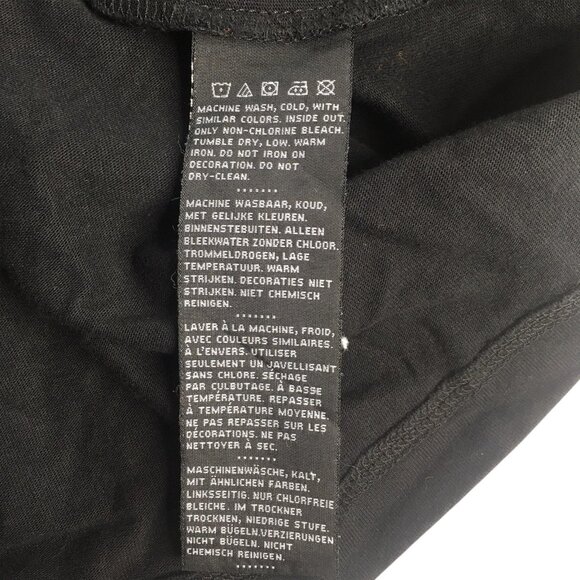 MACHINE WASH, COLD, WITH
SIMILAR COLORS. INSIDE OUT.
ONLY NON-CHLORINE BLEACH.
TUMBLE DRY, LOW. WARM
IRON. DO NOT IRON ON
DECORATION. DO NOT
DRY-CLEAN.
MACHINE WASBAAR, KOUD,
MET GELIJKE KLEUREN.
BINNENSTEBUITEN. ALLEEN
BLEEKWATER ZONDER CHLOOR.
TROMMELDROGEN, LAGE
TEMPERATUUR. WARM
STRIJKEN. DECORATIES NIET
STRIJKEN. NIET CHEMISCH
REINIGEN.
LAVER À LA MACHINE, FROID,
AVEC COULEURS SIMILAIRES.
À L'ENVERS. UTILISER
SEULEMENT UN JAVELLISANT
SANS CHLORE. SÉCHAGE
PAR CULBUTAGE. À BASSE
TEMPÉRATURE. REPASSER
À TEMPÉRATURE MOYENNE.
NE PAS REPASSER SUR LES
DÉCORATIONS. NE PAS
NETTOYER À SEC.
MASCHINENWÄSCHE, KALT,
MIT ÄHNLICHEN FARBEN.
LINKSSEITIG. NUR CHLORFREIE
BLEICHE. IM TROCKNER
TROCKNEN, NIEDRIGE STUFE.
WARM BÜGELN.VERZIERUNGEN
NICHT BÜGELN. NICHT
CHEMISCH REINIGEN.